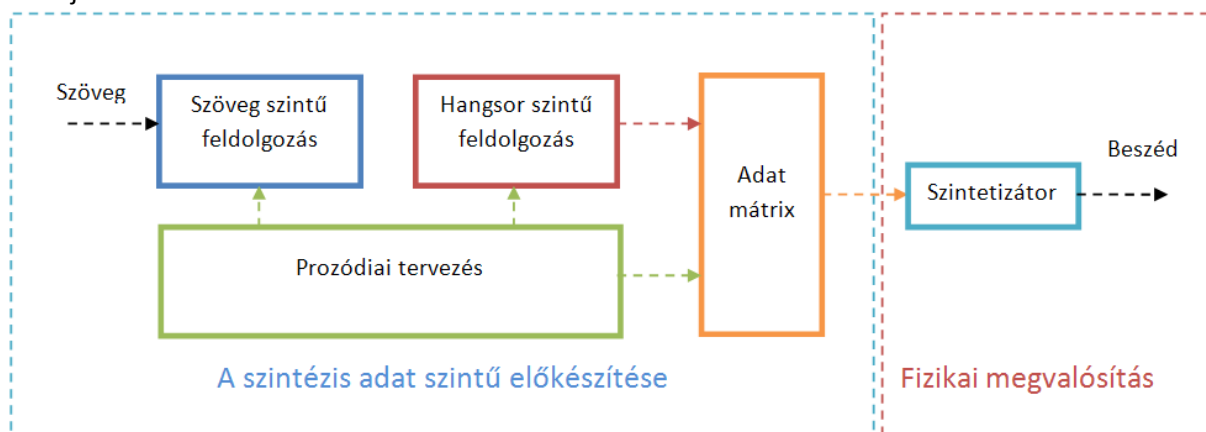 Szöveg
Szöveg szintű
feldolgozás
Hangsor szintű
feldolgozás
Adat
mátrix
Beszéd
Szintetizátor
Prozódiai tervezés
A szintézis adat szintű előkészítése
Fizikai megvalósítás